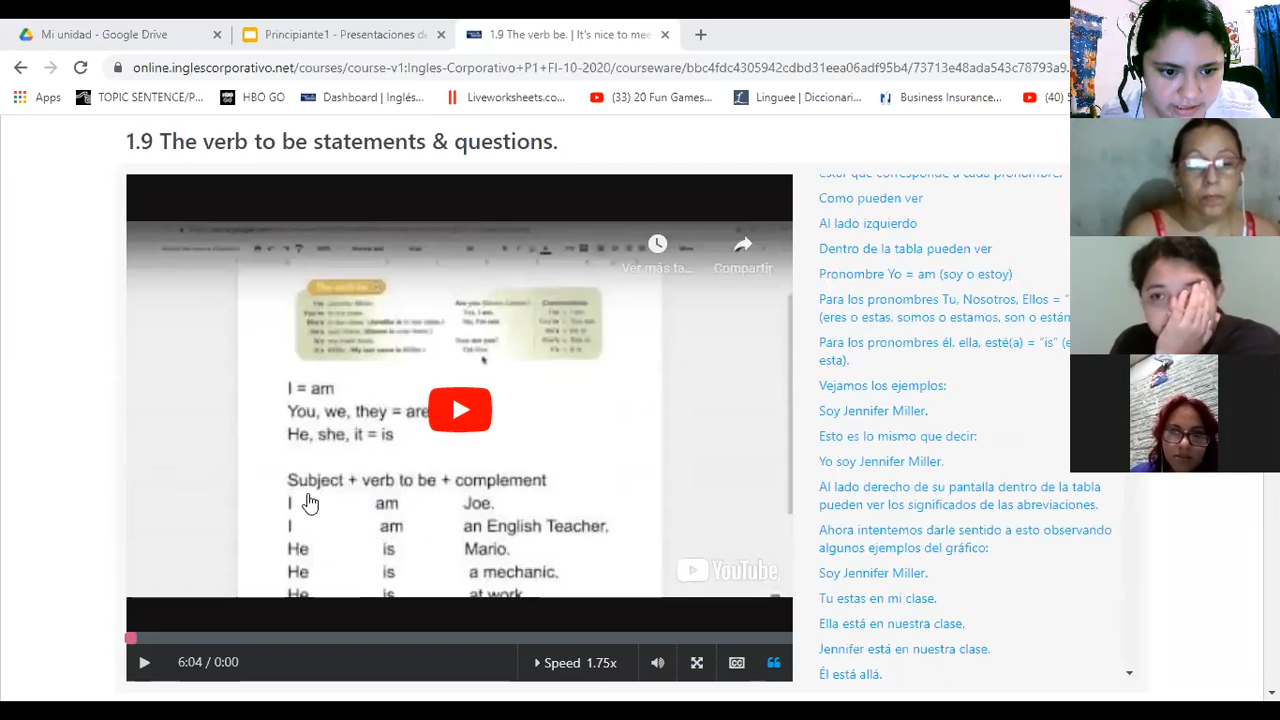 Mi unidad - Google Drive
Principiante1 - Presentaciones de
1.9 The verb be. | It's nice to mee
online.inglescorporativo.net/courses/course-v1:Ingles-Corporativo+P1+FI-10-2020/courseware/bbc4fdc4305942cdbd31eea06adf95b4/73713e48ada543c78793a9
Apps
TOPIC SENTENCE/P...
HBO GO
Dashboard | Inglés...
Liveworksheets.co...
(33) 20 Fun Games...
Linguee | Diccionari...
Business Insurance...
(40)
1.9 The verb to be statements & questions.
Ver más ta...
Compartir
I = am
You, we, they = are
He, she, it = is
Subject + verb to be + complement
I am Joe.
I am an English Teacher.
He is Mario.
He is a mechanic.
He is at work
YouTube
6:04 / 0:00
Speed 1.75x
estar que corresponde a cada pronombre.
Como pueden ver
Al lado izquierdo
Dentro de la tabla pueden ver
Pronombre Yo = am (soy o estoy)
Para los pronombres Tu, Nosotros, Ellos = "
(eres o estas, somos o estamos, son o están
Para los pronombres él, ella, esté(a) = "is" (e
esta).
Vejamos los ejemplos:
Soy Jennifer Miller.
Esto es lo mismo que decir:
Yo soy Jennifer Miller.
Al lado derecho de su pantalla dentro de la tabla
pueden ver los significados de las abreviaciones.
Ahora intentemos darle sentido a esto observando
algunos ejemplos del gráfico:
Soy Jennifer Miller.
Tu estas en mi clase.
Ella está en nuestra clase.
Jennifer está en nuestra clase.
Él está allá.